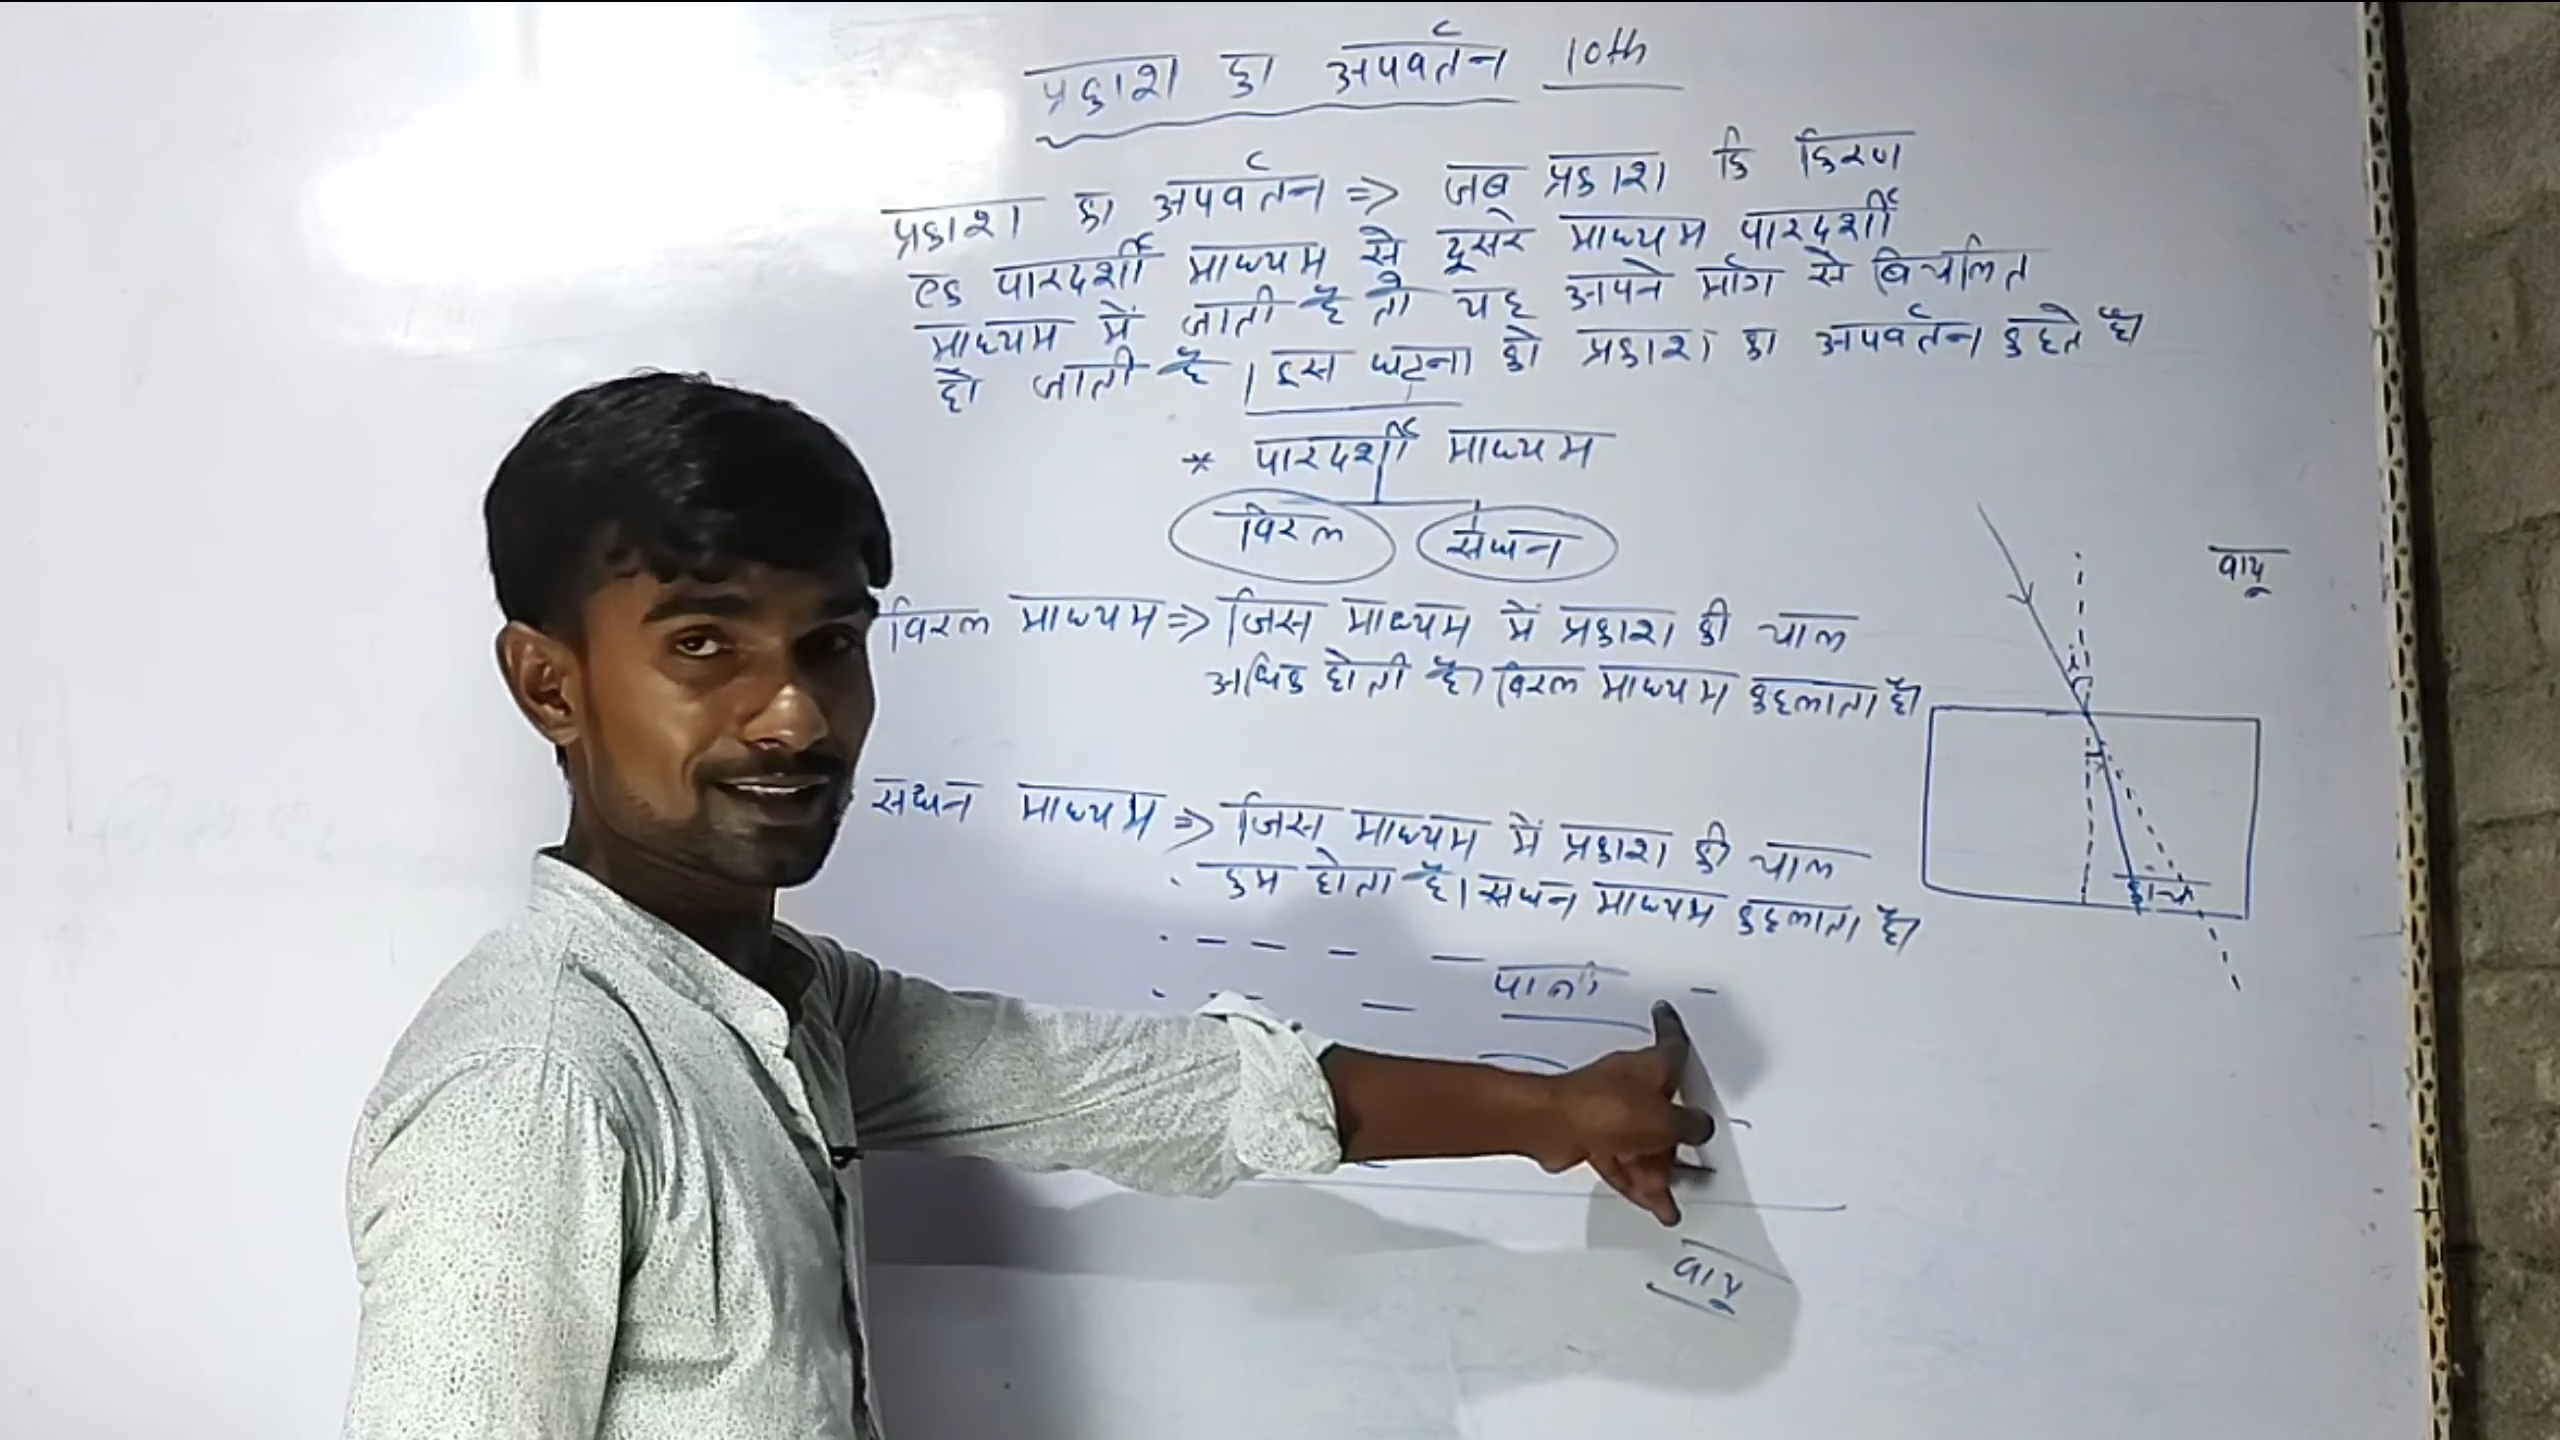 प्रकाश का अपवर्तन 10th
प्रकाश का अपवर्तन => जब प्रकाश कि किरण
एक पारदर्शी माध्यम से दूसरे माध्यम पारदर्शी
माध्यम में जाती है तो यह अपने मार्ग से विचलित
हो जाती है। इस घटना को प्रकाश का अपवर्तन कहते है।
* पारदर्शी माध्यम
विरल सघन
विरल माध्यम => जिस माध्यम में प्रकाश की चाल
अधिक होती है। विरल माध्यम कहलाता है।
सघन माध्यम => जिस माध्यम में प्रकाश की चाल
कम होता है। सघन माध्यम कहलाता है।
वायु
i
r
काँच
पानी
वायु